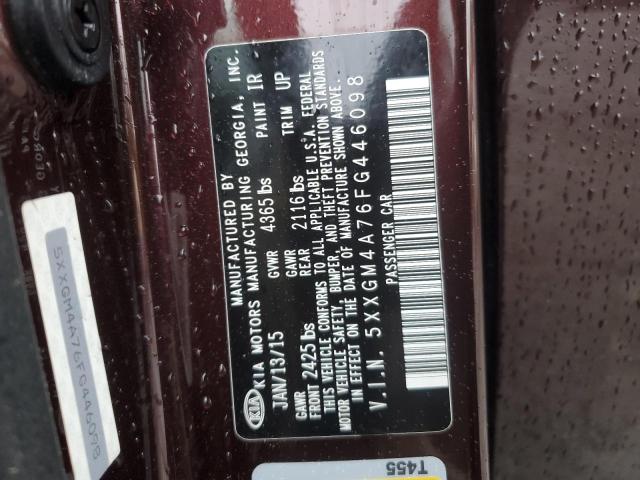 MANUFACTURED BY
KIA KIA MOTORS MANUFACTURING GEORGIA, INC.
JAN/13/15 GVWR 4365 lbs PAINT IR
GAWR GAWR TRIM UP
FRONT 2425 lbs REAR 2116 lbs
THIS VEHICLE CONFORMS TO ALL APPLICABLE U.S.A. FEDERAL
MOTOR VEHICLE SAFETY, BUMPER, AND THEFT PREVENTION STANDARDS
IN EFFECT ON THE DATE OF MANUFACTURE SHOWN ABOVE.
V.I.N. 5XXGM4A76FG446098
PASSENGER CAR
5XXGM4A76FG446098
T455